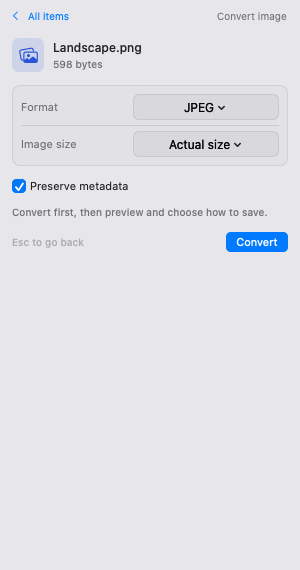 All items
Convert image
Landscape.png
598 bytes
Format
JPEG
Image size
Actual size
Preserve metadata
Convert first, then preview and choose how to save.
Esc to go back
Convert